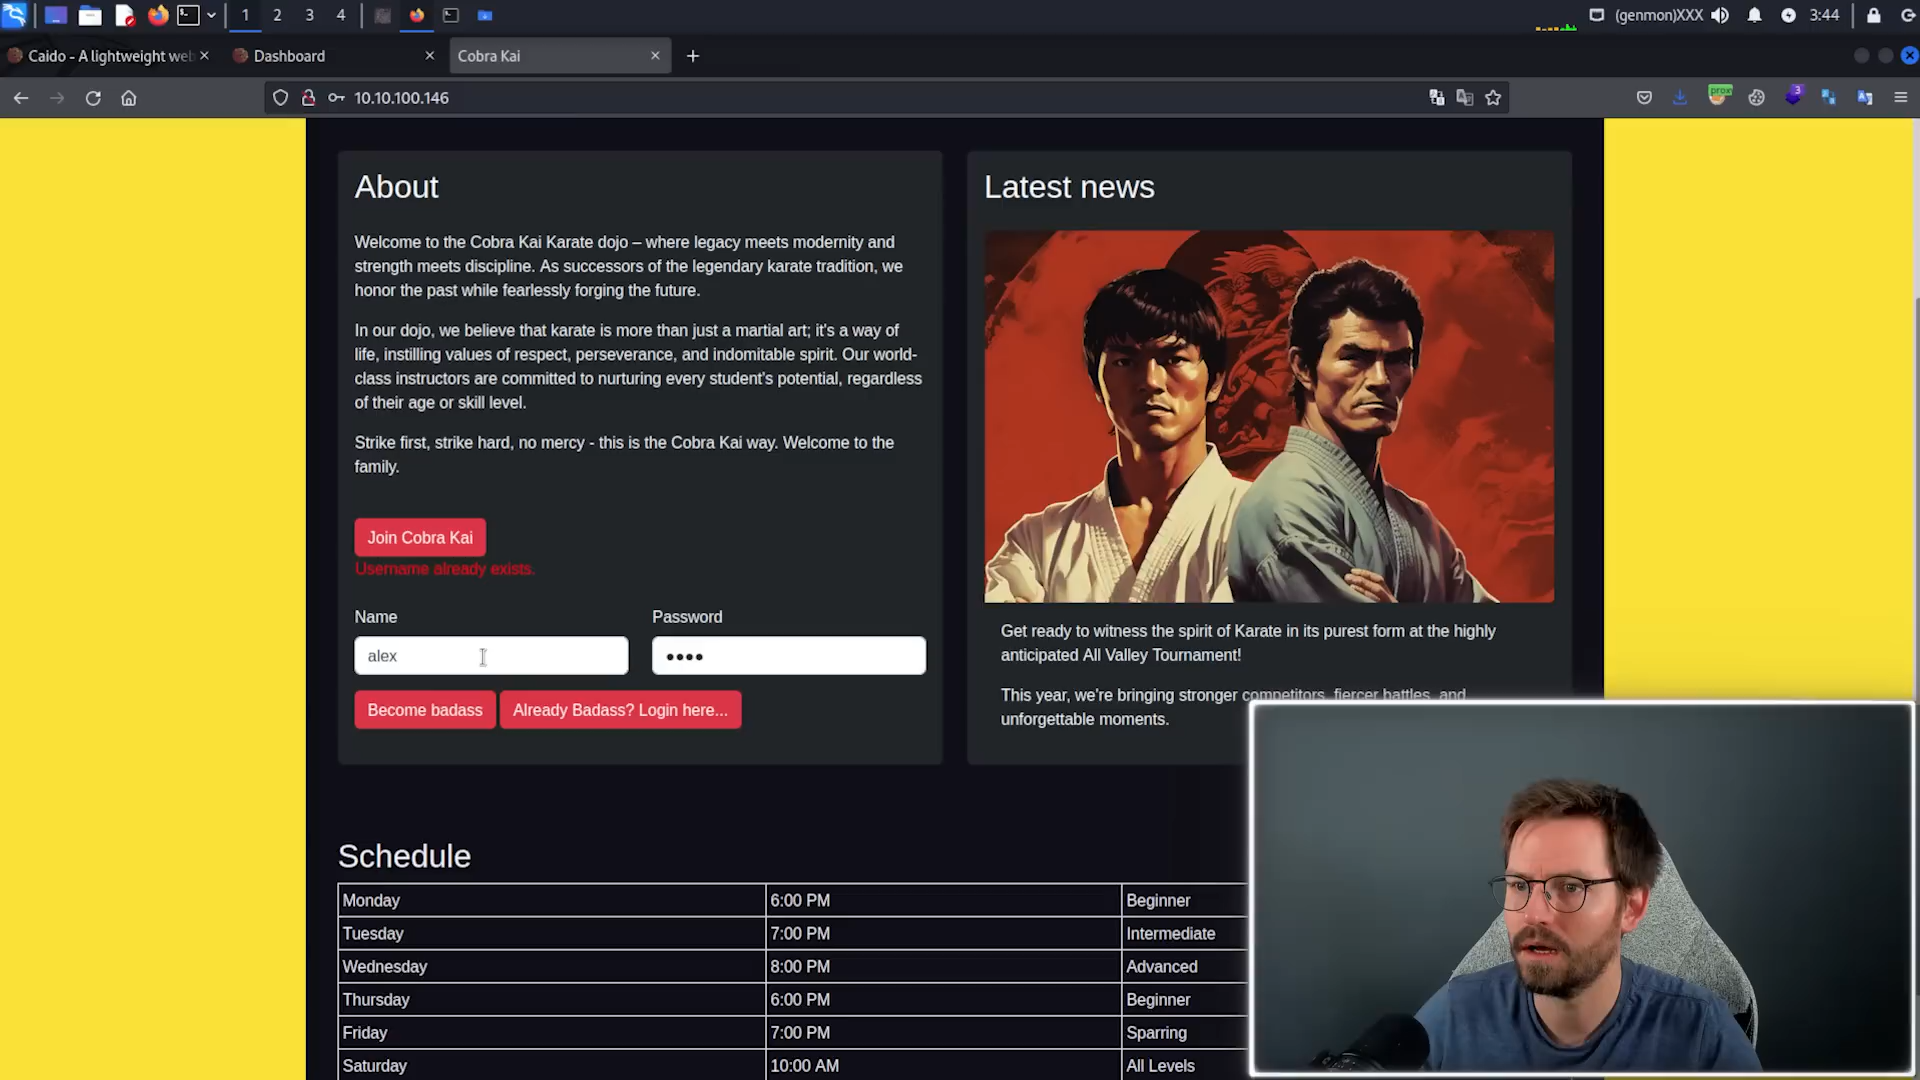 1 2 3 4
(genmon)XXX 3:44
Caido - A lightweight web
Dashboard
Cobra Kai
10.10.100.146
prox
3
About
Welcome to the Cobra Kai Karate dojo – where legacy meets modernity and
strength meets discipline. As successors of the legendary karate tradition, we
honor the past while fearlessly forging the future.
In our dojo, we believe that karate is more than just a martial art; it's a way of
life, instilling values of respect, perseverance, and indomitable spirit. Our world-
class instructors are committed to nurturing every student's potential, regardless
of their age or skill level.
Strike first, strike hard, no mercy - this is the Cobra Kai way. Welcome to the
family.
Join Cobra Kai
Username already exists.
Name
Password
alex
••••
Become badass
Already Badass? Login here...
Latest news
Get ready to witness the spirit of Karate in its purest form at the highly
anticipated All Valley Tournament!
This year, we're bringing stronger competitors, fiercer battles, and
unforgettable moments.
Schedule
Monday 6:00 PM Beginner
Tuesday 7:00 PM Intermediate
Wednesday 8:00 PM Advanced
Thursday 6:00 PM Beginner
Friday 7:00 PM Sparring
Saturday 10:00 AM All Levels